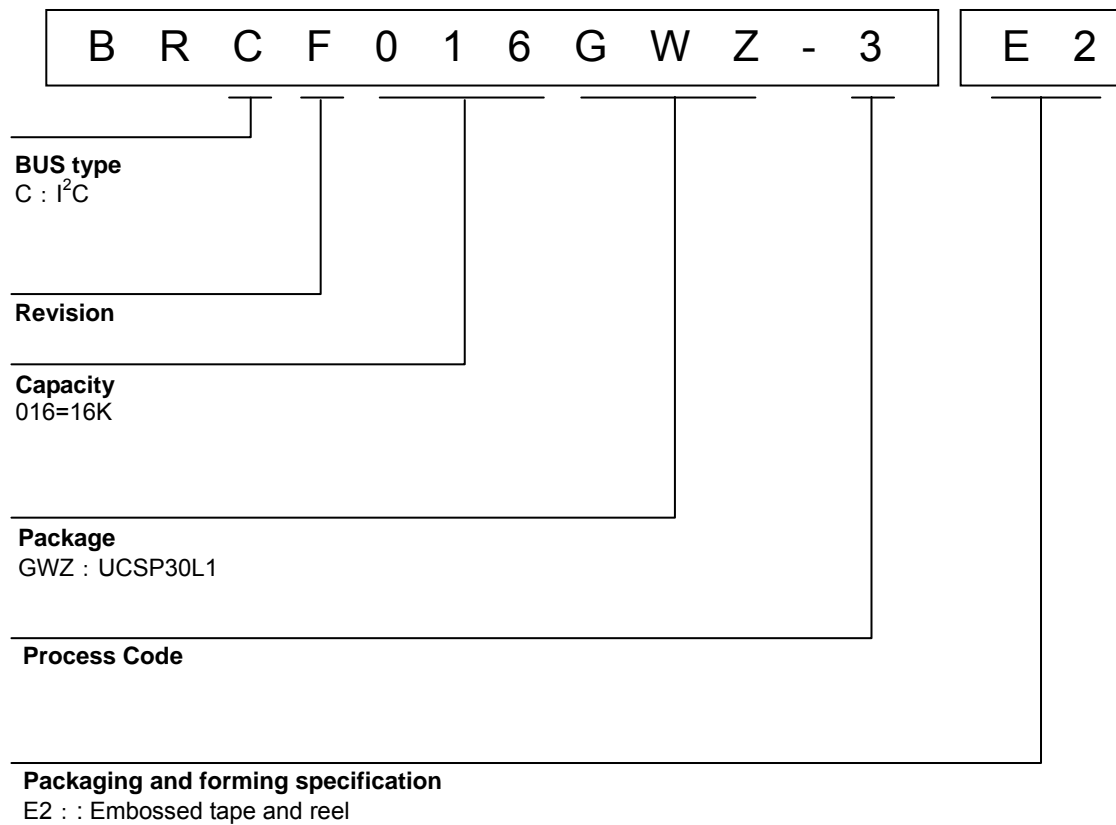 B R C F 0 1 6 G W Z - 3 E 2
BUS type
C：I²C
Revision
Capacity
016=16K
Package
GWZ：UCSP30L1
Process Code
Packaging and forming specification
E2：: Embossed tape and reel